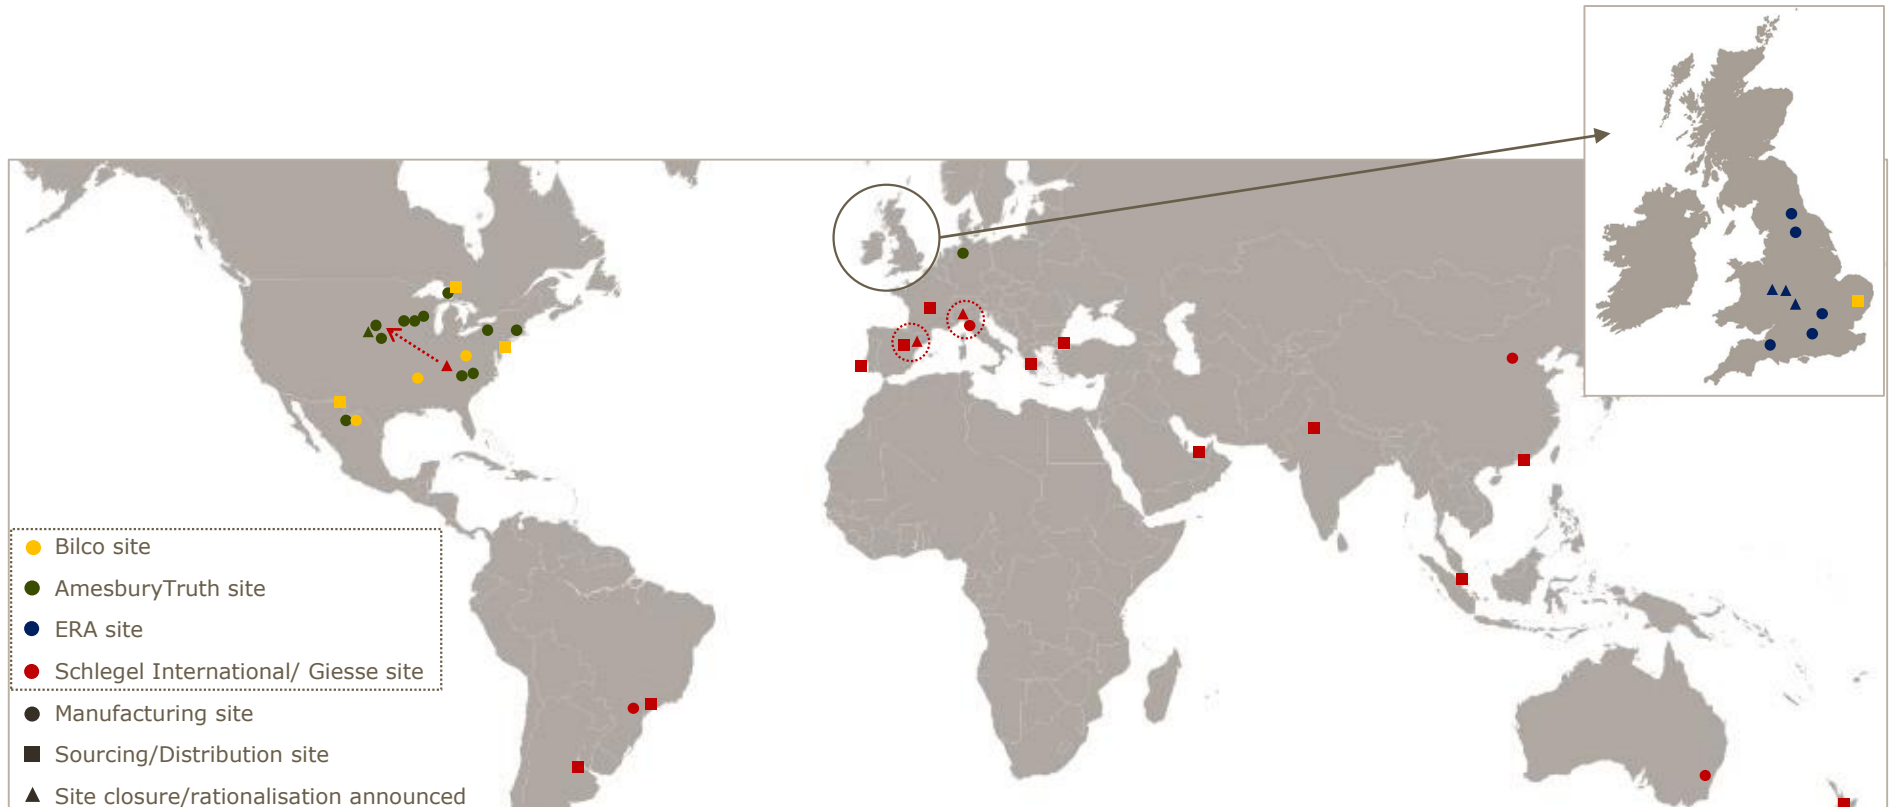 Bilco site
AmesburyTruth site
ERA site
Schlegel International/ Giesse site
Manufacturing site
Sourcing/Distribution site
Site closure/rationalisation announced